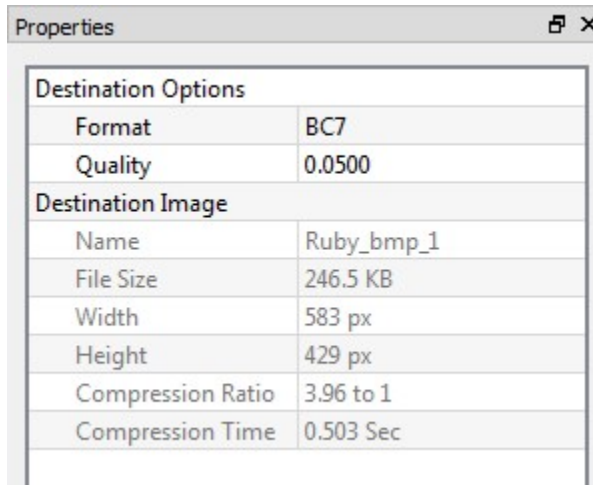 Properties
Destination Options
Format BC7
Quality 0.0500
Destination Image
Name Ruby_bmp_1
File Size 246.5 KB
Width 583 px
Height 429 px
Compression Ratio 3.96 to 1
Compression Time 0.503 Sec